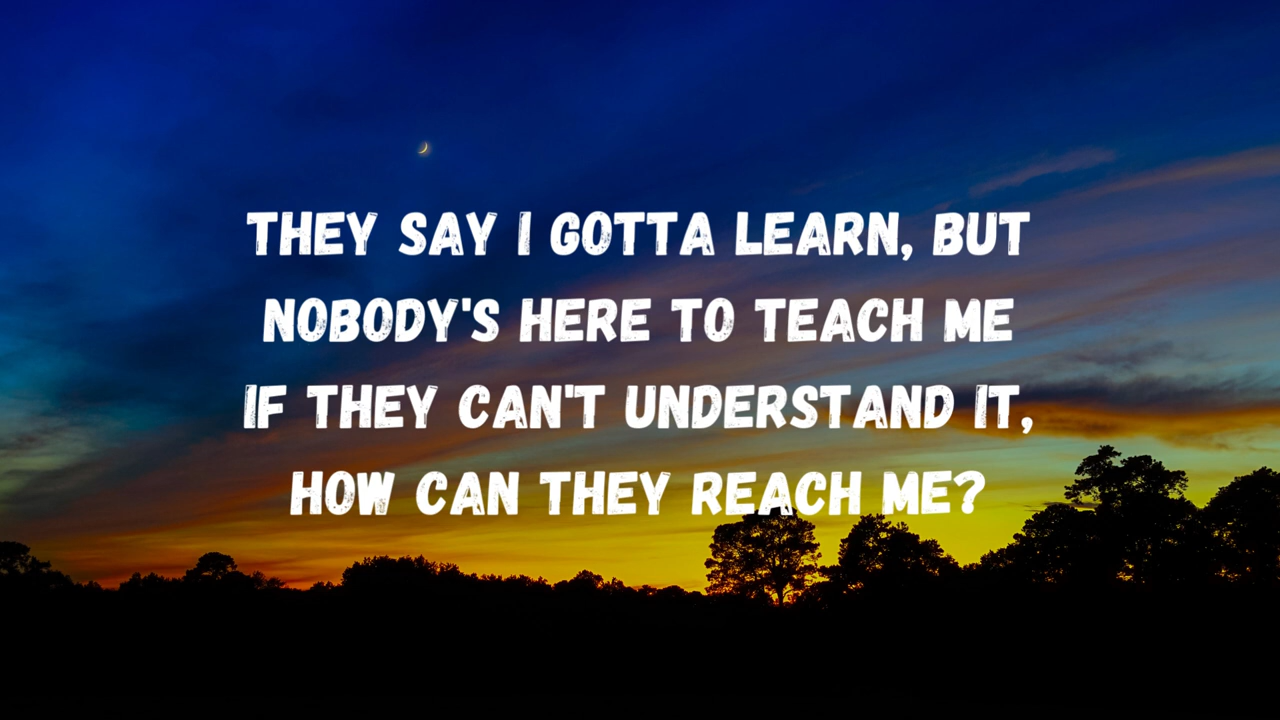 THEY SAY I GOTTA LEARN, BUT
NOBODY'S HERE TO TEACH ME
IF THEY CAN'T UNDERSTAND IT,
HOW CAN THEY REACH ME?